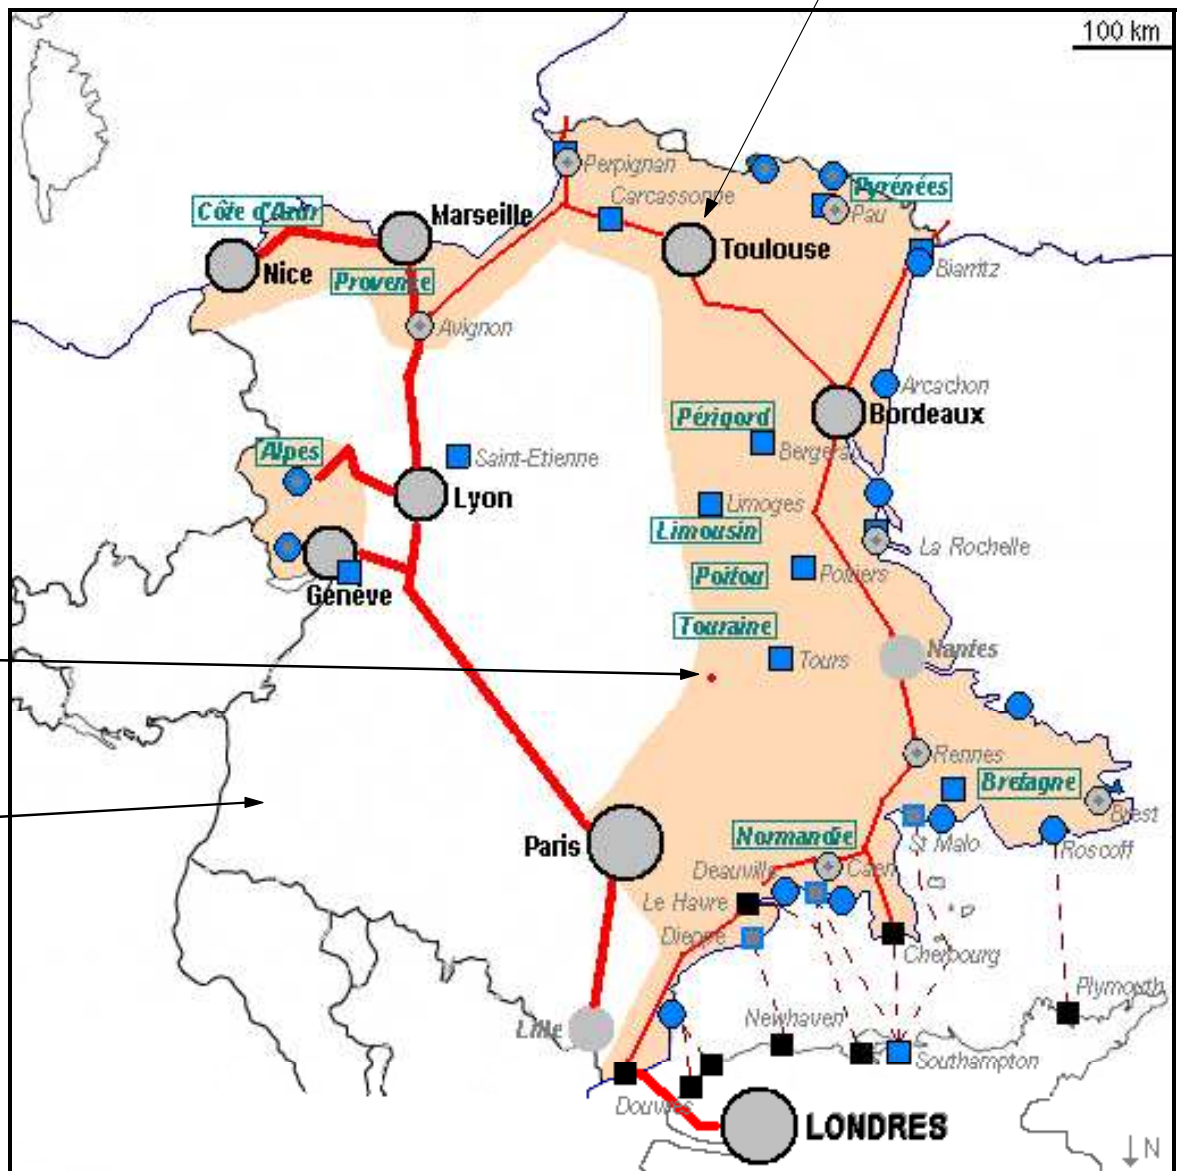 100 km
Perpignan
Carcassonne
Pyrénées
Pau
Côte d'Azur
Marseille
Toulouse
Nice
Provence
Biarritz
Avignon
Arcachon
Périgord
Bordeaux
Bergerac
Alpes
Saint-Etienne
Lyon
Limoges
Limousin
La Rochelle
Poitou
Poitiers
Genève
Touraine
Tours
Nantes
Rennes
Bretagne
Brest
Normandie
St Malo
Roscoff
Paris
Deauville
Caen
Le Havre
Dieppe
Cherbourg
Plymouth
Newhaven
Lille
Southampton
Douvres
LONDRES
N